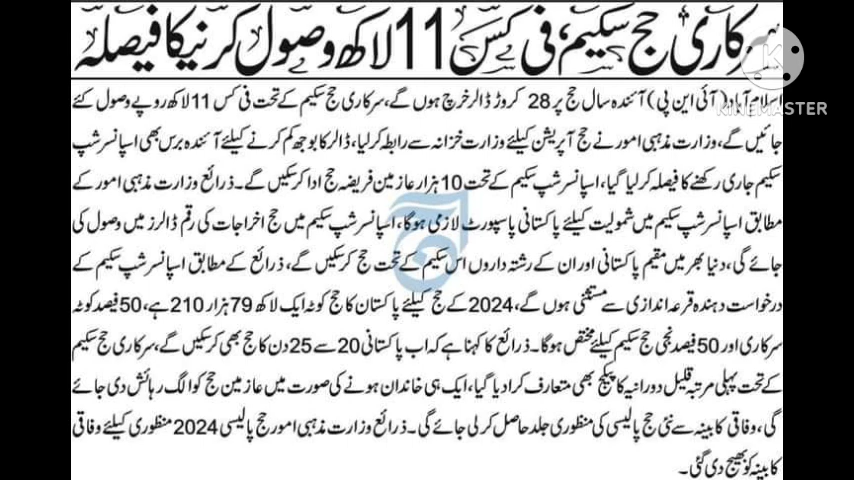 سرکاری حج سکیم، فی کس 11 لاکھ وصول کرنیکا فیصلہ
KINEMASTER
اسلام آباد (آئی این پی) آئندہ سال حج پر 28 کروڑ ڈالر خرچ ہوں گے، سرکاری حج سکیم کے تحت فی کس 11 لاکھ روپے وصول کئے
جائیں گے، وزارت مذہبی امور نے حج آپریشن کیلئے وزارت خزانہ سے رابطہ کر لیا، ڈالر کا بوجھ کم کرنے کیلئے آئندہ برس بھی اسپانسر شپ
سکیم جاری رکھنے کا فیصلہ کر لیا گیا، اسپانسر شپ سکیم کے تحت 10 ہزار عازمین فریضہ حج ادا کر سکیں گے۔ ذرائع وزارت مذہبی امور کے
مطابق اسپانسر شپ سکیم میں شمولیت کیلئے پاکستانی پاسپورٹ لازمی ہو گا، اسپانسر شپ سکیم میں حج اخراجات کی رقم ڈالرز میں وصول کی
جائے گی، دنیا بھر میں مقیم پاکستانی اور ان کے رشتہ داروں اس سکیم کے تحت حج کر سکیں گے، ذرائع کے مطابق اسپانسر شپ سکیم کے
درخواست دہندہ قرعہ اندازی سے مستثنیٰ ہوں گے، 2024 کے حج کیلئے پاکستان کا حج کوٹہ ایک لاکھ 79 ہزار 210 ہے، 50 فیصد کوٹہ
سرکاری اور 50 فیصد نجی حج سکیم کیلئے مختص ہو گا۔ ذرائع کا کہنا ہے کہ اب پاکستانی 20 سے 25 دن کا حج بھی کر سکیں گے، سرکاری حج سکیم
کے تحت پہلی مرتبہ قلیل دورانیہ کا پیکج بھی متعارف کرا دیا گیا، ایک ہی خاندان ہونے کی صورت میں عازمین حج کو الگ رہائش دی جائے
گی، وفاقی کابینہ سے نئی حج پالیسی کی منظوری جلد حاصل کر لی جائے گی۔ ذرائع وزارت مذہبی امور حج پالیسی 2024 منظوری کیلئے وفاقی
کابینہ کو بھیج دی گئی۔